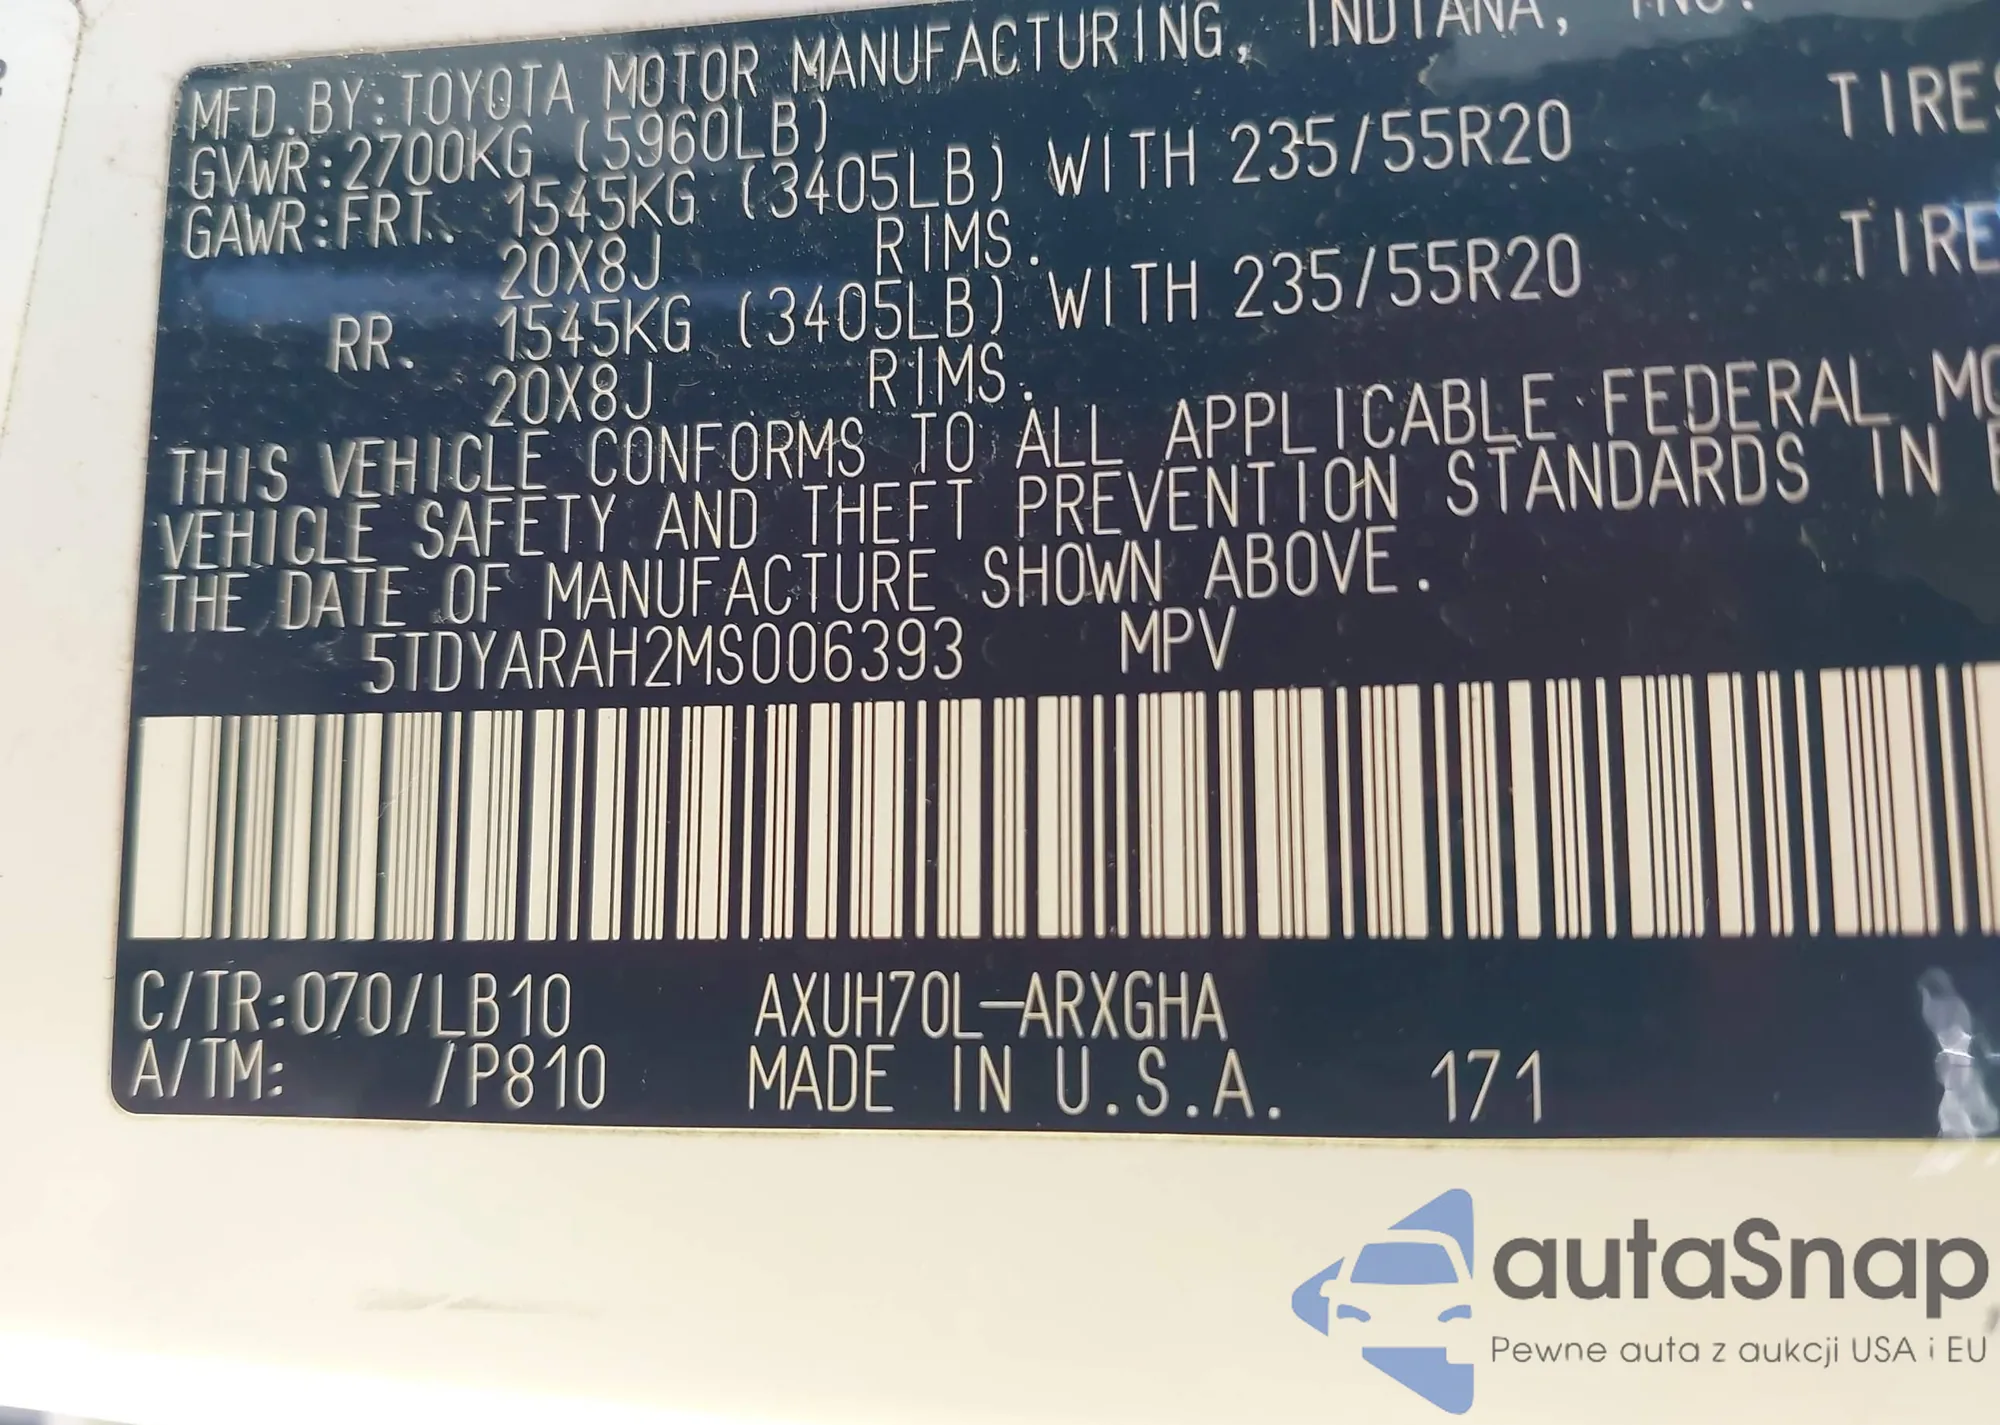 MFD.BY:TOYOTA MOTOR MANUFACTURING, INDIANA, INC.
GVWR:2700KG (5960LB)
GAWR:FRT. 1545KG (3405LB) WITH 235/55R20 TIRES
20X8J RIMS.
RR. 1545KG (3405LB) WITH 235/55R20 TIRE
20X8J RIMS.
THIS VEHICLE CONFORMS TO ALL APPLICABLE FEDERAL MO
VEHICLE SAFETY AND THEFT PREVENTION STANDARDS IN E
THE DATE OF MANUFACTURE SHOWN ABOVE.
5TDYARAH2MS006393 MPV
C/TR:070/LB10 AXUH70L-ARXGHA
A/TM: /P810 MADE IN U.S.A. 171
autaSnap
Pewne auta z aukcji USA i EU